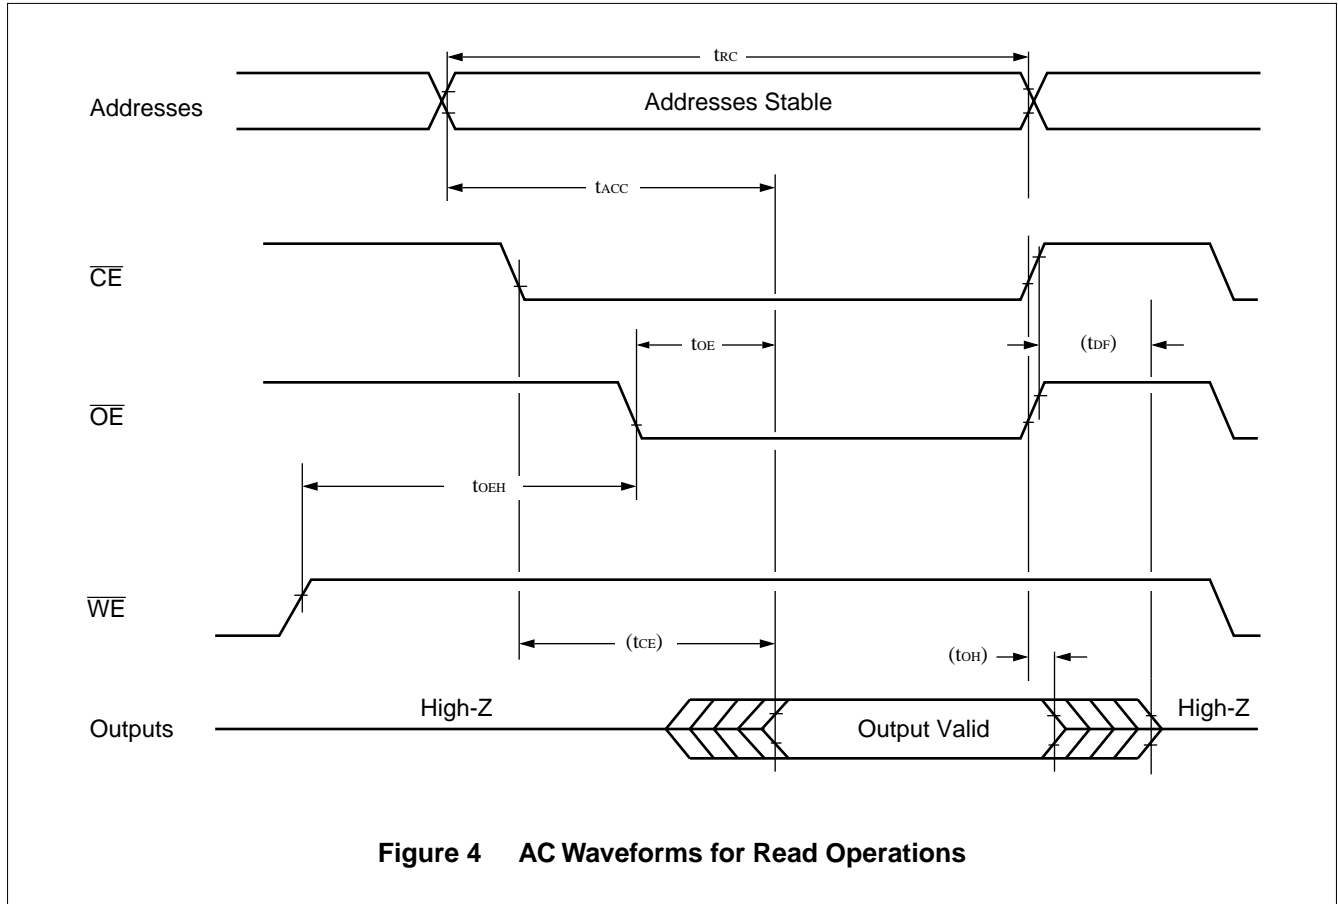 tRC
Addresses
Addresses Stable
tACC
CE
tOE
(tDF)
OE
tOEH
WE
(tCE)
(tOH)
Outputs
High-Z
Output Valid
High-Z
Figure 4 AC Waveforms for Read Operations